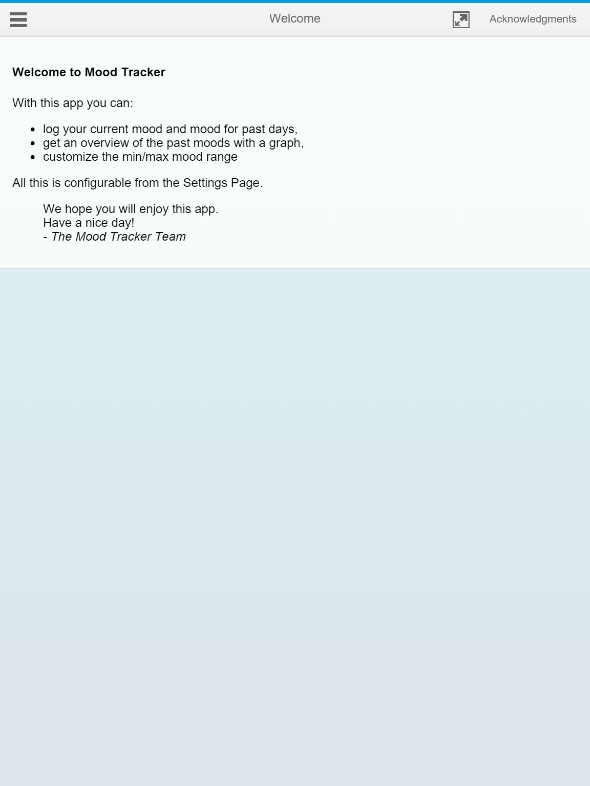 Welcome
Acknowledgments
Welcome to Mood Tracker
With this app you can:
• log your current mood and mood for past days,
• get an overview of the past moods with a graph,
• customize the min/max mood range
All this is configurable from the Settings Page.
We hope you will enjoy this app.
Have a nice day!
- The Mood Tracker Team